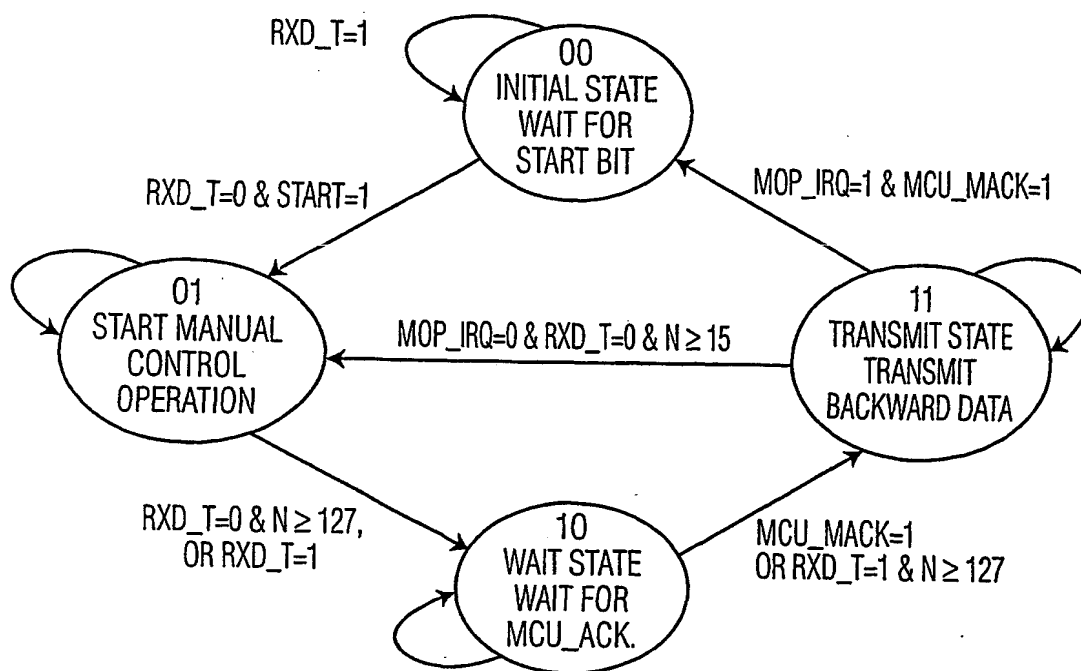 RXD_T=1
00
INITIAL STATE
WAIT FOR
START BIT
RXD_T=0 & START=1
MOP_IRQ=1 & MCU_MACK=1
01
START MANUAL
CONTROL
OPERATION
MOP_IRQ=0 & RXD_T=0 & N ≥ 15
11
TRANSMIT STATE
TRANSMIT
BACKWARD DATA
RXD_T=0 & N ≥ 127,
OR RXD_T=1
10
WAIT STATE
WAIT FOR
MCU_ACK.
MCU_MACK=1
OR RXD_T=1 & N ≥ 127